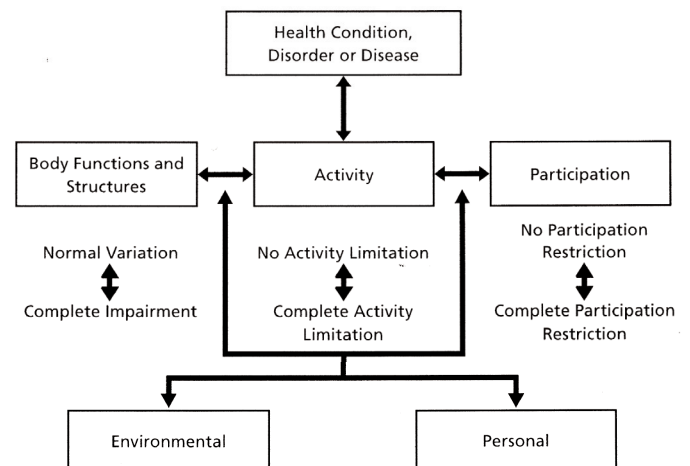 Health Condition,
Disorder or Disease
Body Functions and
Structures
Activity
Participation
Normal Variation
Complete Impairment
No Activity Limitation
Complete Activity
Limitation
No Participation
Restriction
Complete Participation
Restriction
Environmental
Personal